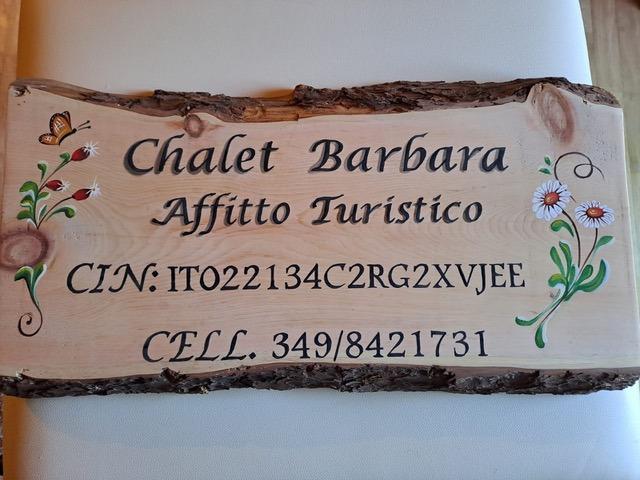 Chalet Barbara
Affitto Turistico
CIN: IT022134C2RG2XVJEE
CELL. 349/8421731